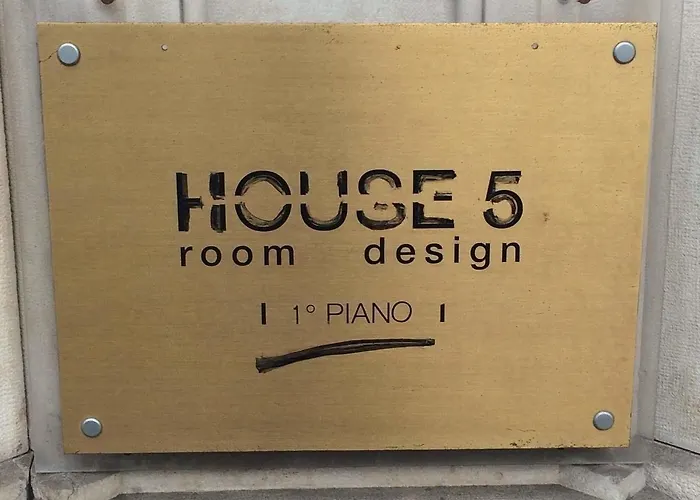 HOUSE 5
room design
| 1° PIANO |